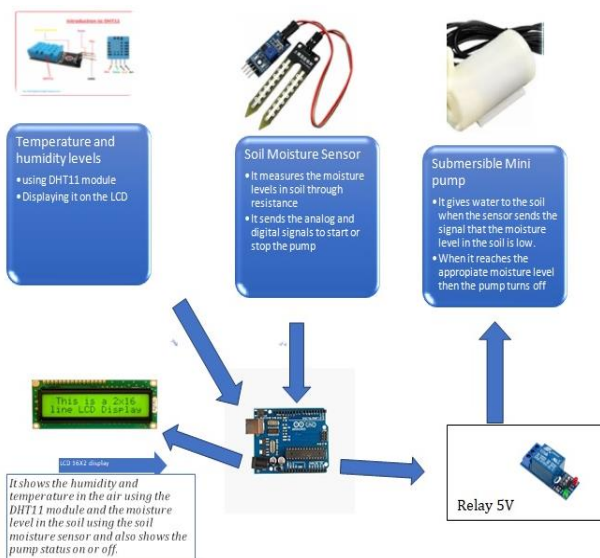 Introduction to DHT11
Temperature and
humidity levels
•using DHT11 module
•Displaying it on the LCD
Soil Moisture Sensor
•It measures the moisture
levels in soil through
resistance
•It sends the analog and
digital signals to start or
stop the pump
Submersible Mini
pump
•It gives water to the soil
when the sensor sends the
signal that the moisture
level in the soil is low.
•When it reaches the
appropiate moisture level
then the pump turns off
This is a 2x16
line LCD Display
LCD 16X2 display
It shows the humidity and
temperature in the air using the
DHT11 module and the moisture
level in the soil using the soil
moisture sensor and also shows the
pump status on or off.
UNO
Relay 5V